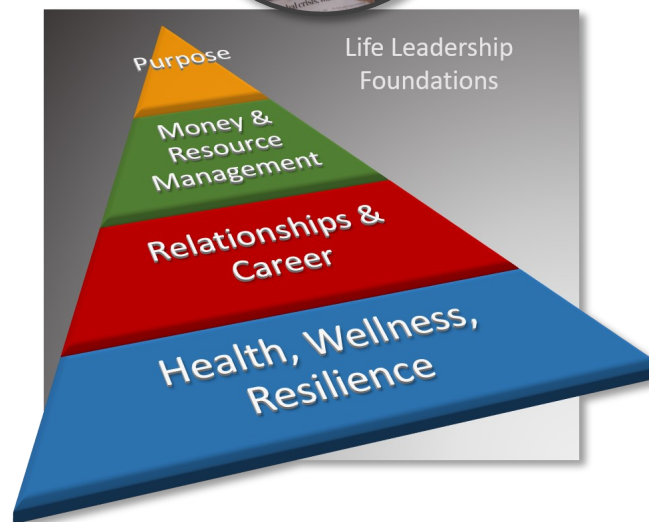 Life Leadership
Foundations
Purpose
Money &
Resource
Management
Relationships &
Career
Health, Wellness,
Resilience